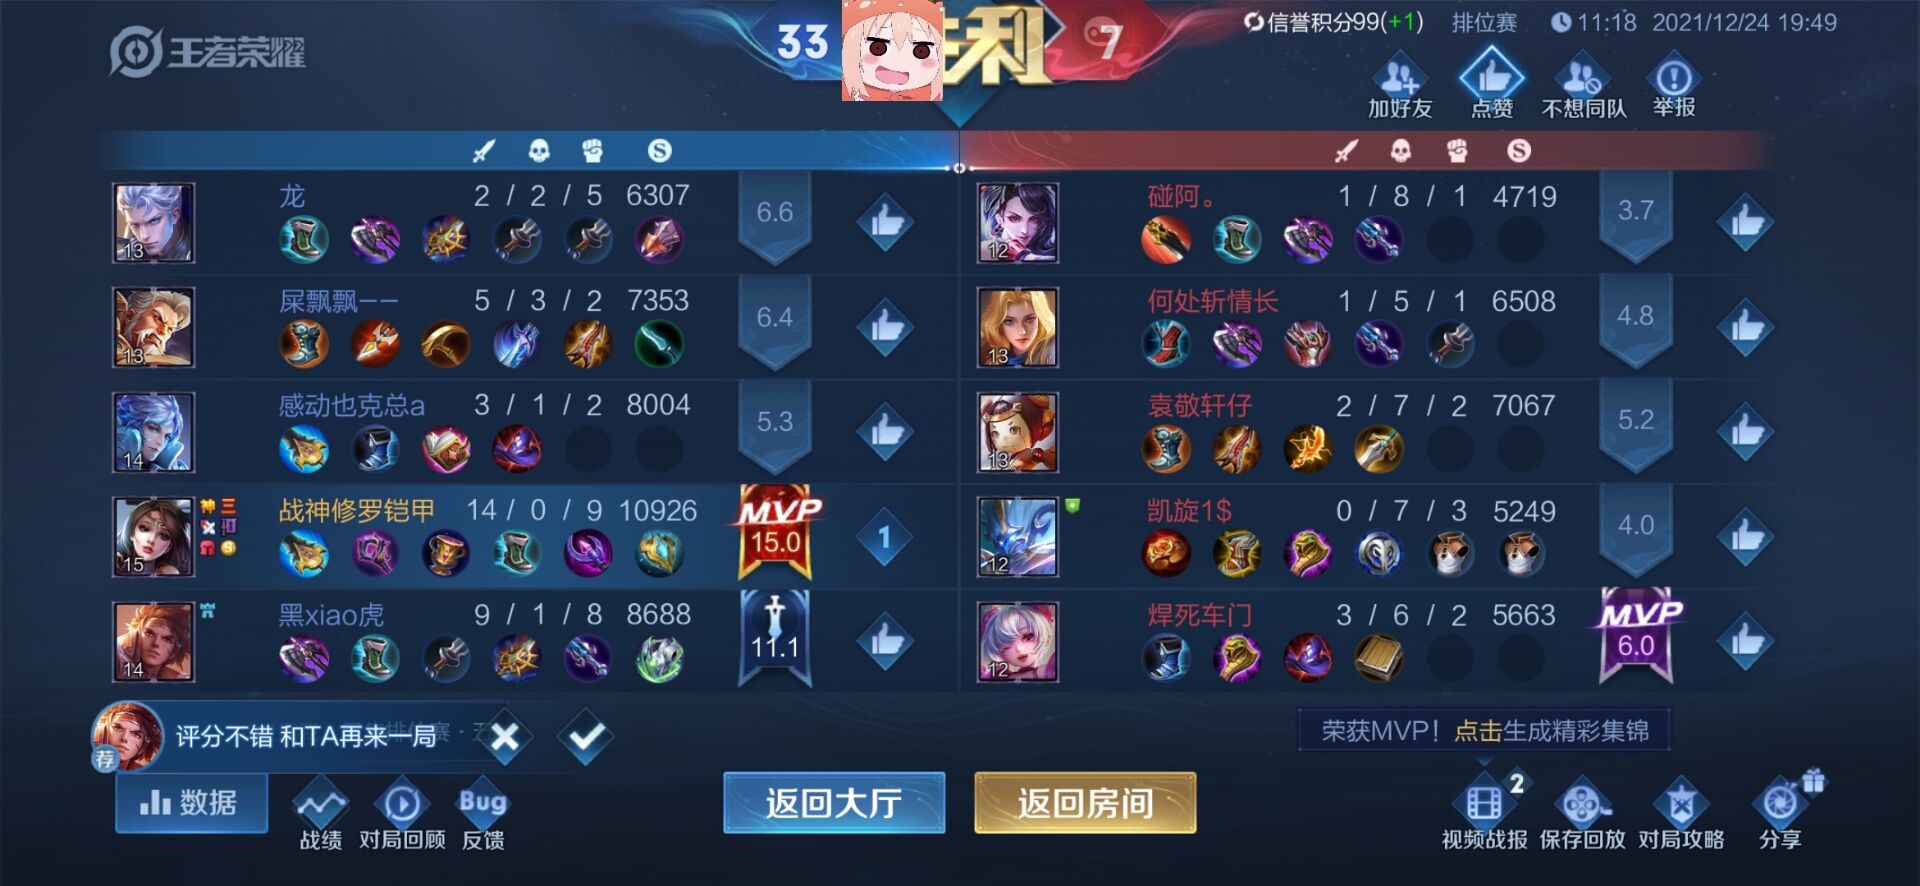 王者荣耀
33 利 7
信誉积分99(+1) 排位赛 11:18 2021/12/24 19:49
加好友 点赞 不想同队 举报
S S
13 龙 2 / 2 / 5 6307 6.6
12 碰阿。 1 / 8 / 1 4719 3.7
13 屎飘飘一一 5 / 3 / 2 7353 6.4
13 何处斩情长 1 / 5 / 1 6508 4.8
14 感动也克总a 3 / 1 / 2 8004 5.3
13 袁敬轩仔 2 / 7 / 2 7067 5.2
15 神 三 战神修罗铠甲 14 / 0 / 9 10926 MVP 15.0 1
12 凯旋1$ 0 / 7 / 3 5249 4.0
14 黑xiao虎 9 / 1 / 8 8688 11.1
12 焊死车门 3 / 6 / 2 5663 MVP 6.0
荐 评分不错 和TA再来一局
荣获MVP！点击生成精彩集锦
数据 战绩 对局回顾 Bug 反馈
返回大厅 返回房间
2 视频战报 保存回放 对局攻略 分享